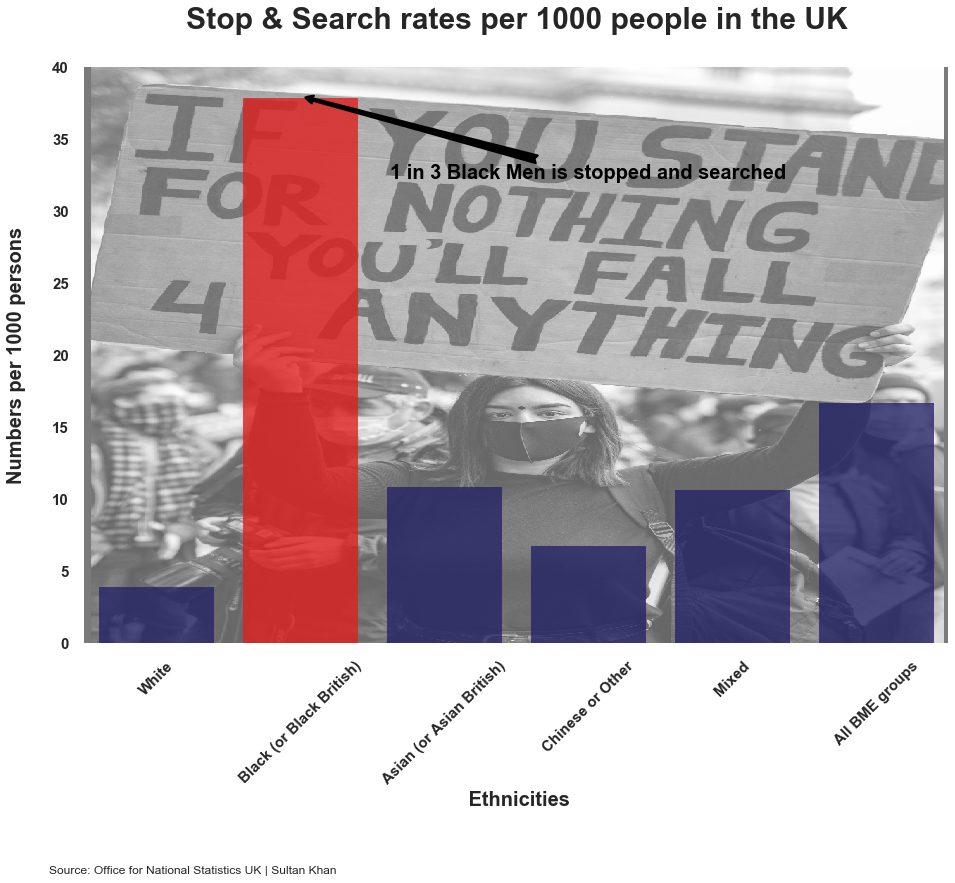 Stop & Search rates per 1000 people in the UK
40
35
30
25
20
15
10
5
0
Numbers per 1000 persons
IF YOU STAND
FOR NOTHING
YOU'LL FALL
4 ANYTHING
1 in 3 Black Men is stopped and searched
White
Black (or Black British)
Asian (or Asian British)
Chinese or Other
Mixed
All BME groups
Ethnicities
Source: Office for National Statistics UK | Sultan Khan